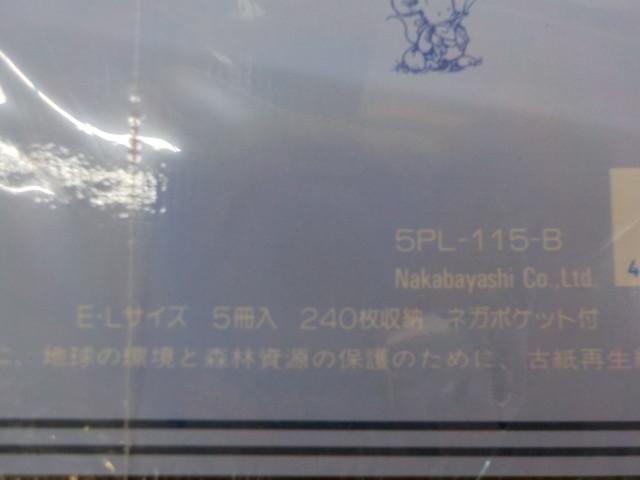 5PL-115-B
Nakabayashi Co.,Ltd.
E・Lサイズ 5冊入 240枚収納 ネガポケット付
に、地球の環境と森林資源の保護のために、古紙再生
4